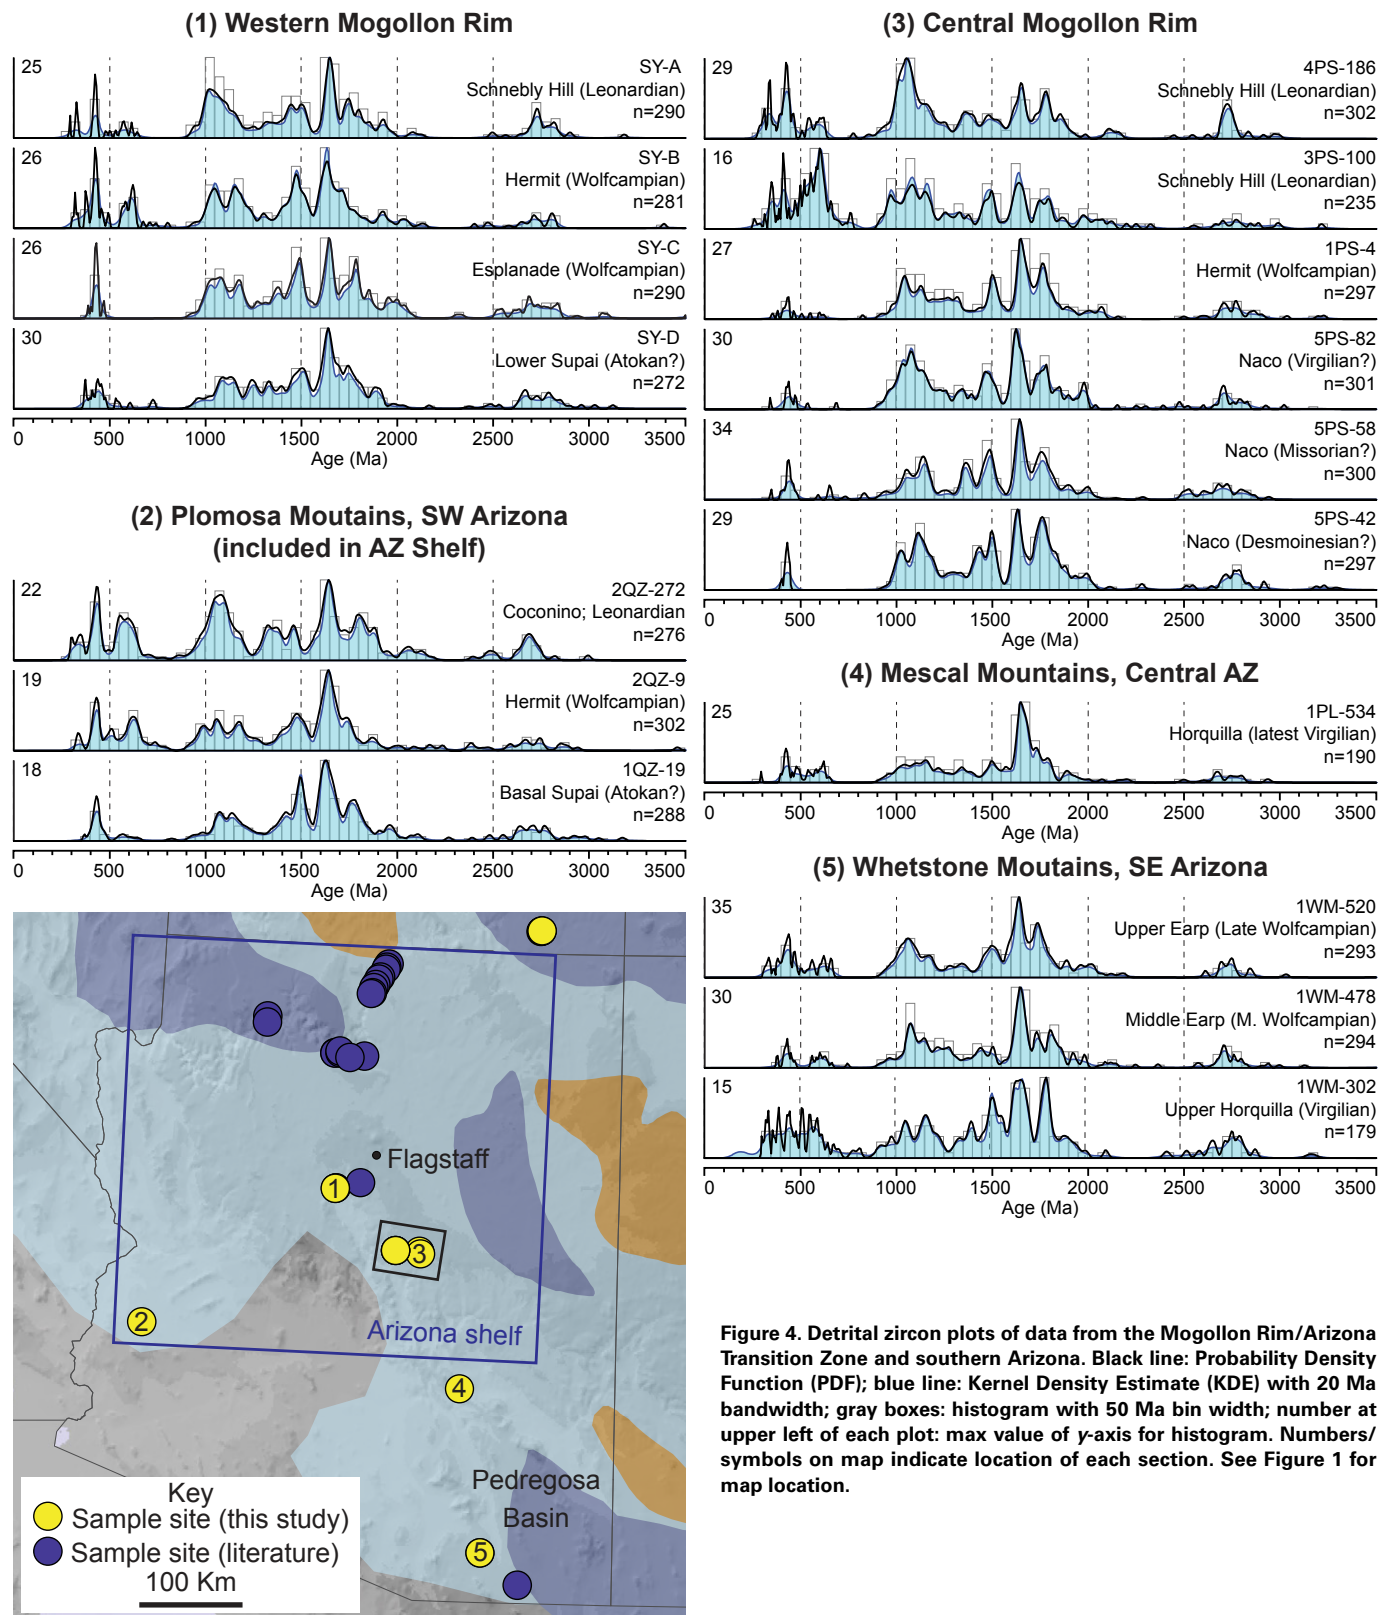 (1) Western Mogollon Rim
25
SY-A
Schnebly Hill (Leonardian)
n=290
26
SY-B
Hermit (Wolfcampian)
n=281
26
SY-C
Esplanade (Wolfcampian)
n=290
30
SY-D
Lower Supai (Atokan?)
n=272
0 500 1000 1500 2000 2500 3000 3500
Age (Ma)
(2) Plomosa Moutains, SW Arizona
(included in AZ Shelf)
22
2QZ-272
Coconino; Leonardian
n=276
19
2QZ-9
Hermit (Wolfcampian)
n=302
18
1QZ-19
Basal Supai (Atokan?)
n=288
0 500 1000 1500 2000 2500 3000 3500
Age (Ma)
(3) Central Mogollon Rim
29
4PS-186
Schnebly Hill (Leonardian)
n=302
16
3PS-100
Schnebly Hill (Leonardian)
n=235
27
1PS-4
Hermit (Wolfcampian)
n=297
30
5PS-82
Naco (Virgilian?)
n=301
34
5PS-58
Naco (Missorian?)
n=300
29
5PS-42
Naco (Desmoinesian?)
n=297
0 500 1000 1500 2000 2500 3000 3500
Age (Ma)
(4) Mescal Mountains, Central AZ
25
1PL-534
Horquilla (latest Virgilian)
n=190
0 500 1000 1500 2000 2500 3000 3500
Age (Ma)
(5) Whetstone Moutains, SE Arizona
35
1WM-520
Upper Earp (Late Wolfcampian)
n=293
30
1WM-478
Middle Earp (M. Wolfcampian)
n=294
15
1WM-302
Upper Horquilla (Virgilian)
n=179
0 500 1000 1500 2000 2500 3000 3500
Age (Ma)
Flagstaff
1
3
2
Arizona shelf
4
Pedregosa
Basin
5
Key
Sample site (this study)
Sample site (literature)
100 Km
Figure 4. Detrital zircon plots of data from the Mogollon Rim/Arizona
Transition Zone and southern Arizona. Black line: Probability Density
Function (PDF); blue line: Kernel Density Estimate (KDE) with 20 Ma
bandwidth; gray boxes: histogram with 50 Ma bin width; number at
upper left of each plot: max value of y-axis for histogram. Numbers/
symbols on map indicate location of each section. See Figure 1 for
map location.